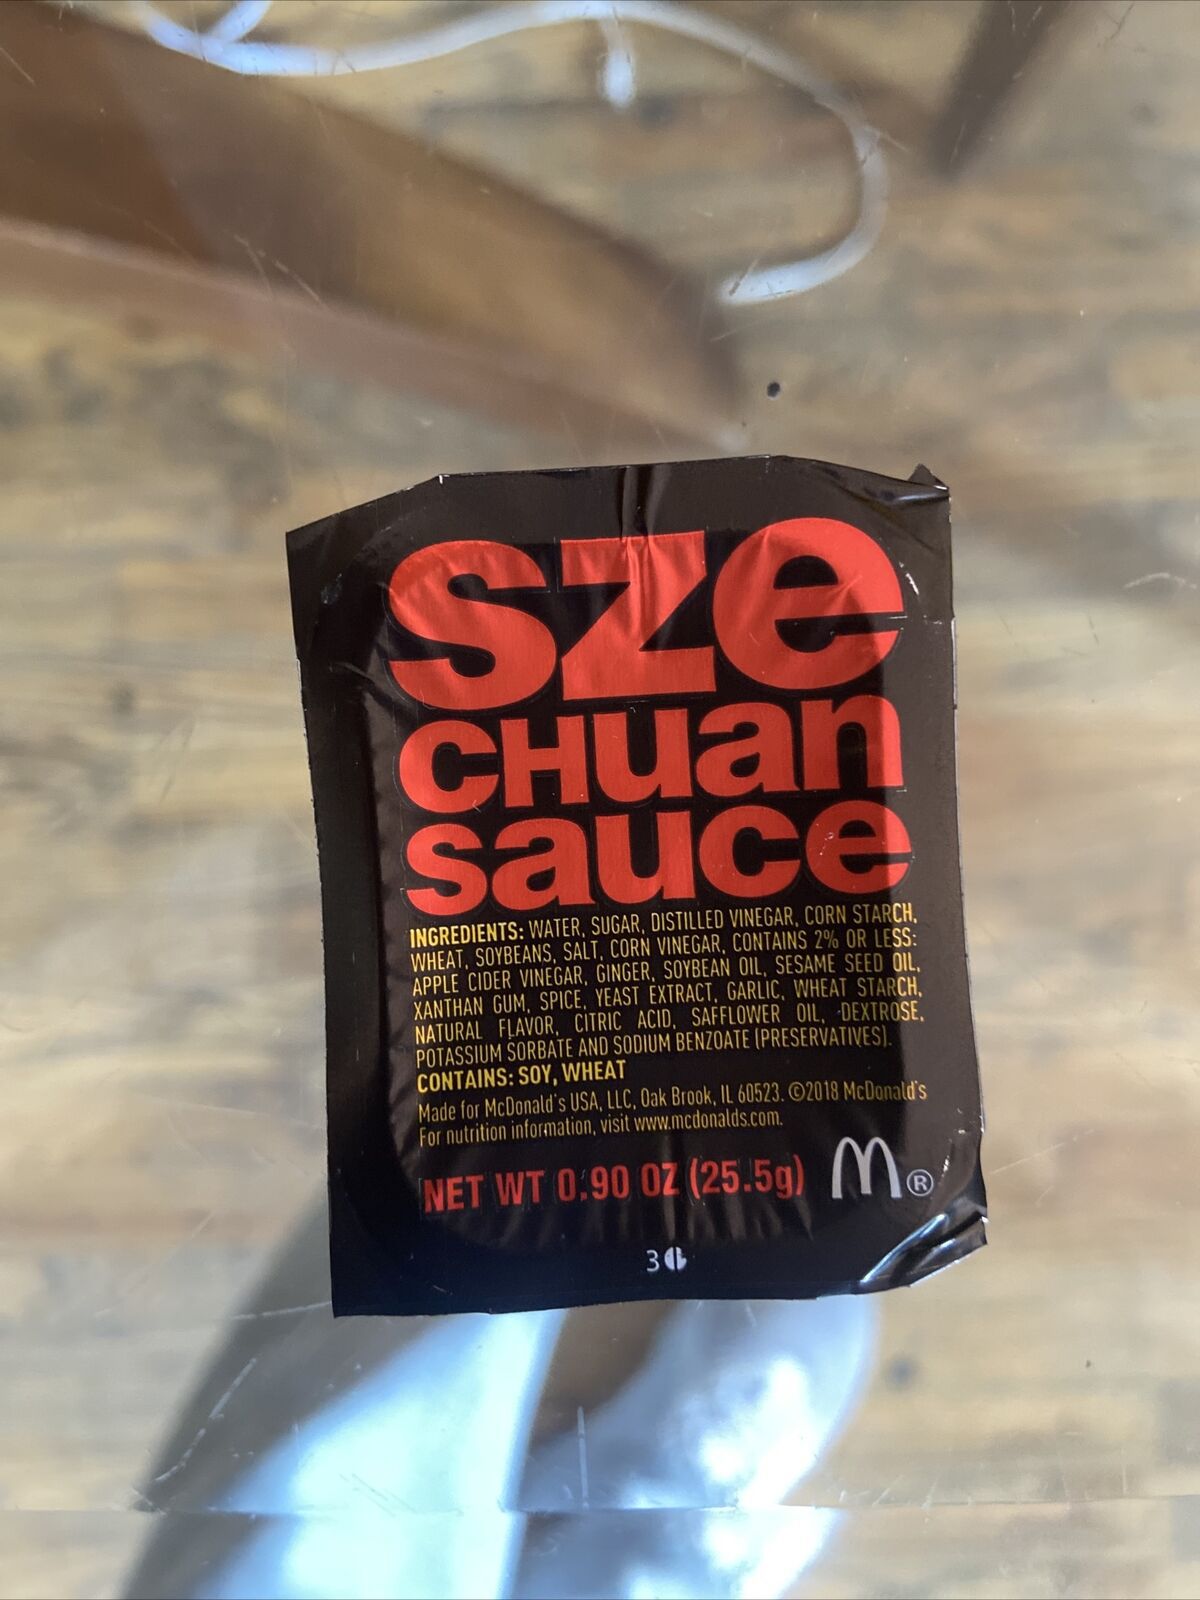 sze
CHuan
sauce
INGREDIENTS: WATER, SUGAR, DISTILLED VINEGAR, CORN STARCH,
WHEAT, SOYBEANS, SALT, CORN VINEGAR, CONTAINS 2% OR LESS:
APPLE CIDER VINEGAR, GINGER, SOYBEAN OIL, SESAME SEED OIL,
XANTHAN GUM, SPICE, YEAST EXTRACT, GARLIC, WHEAT STARCH,
NATURAL FLAVOR, CITRIC ACID, SAFFLOWER OIL, DEXTROSE,
POTASSIUM SORBATE AND SODIUM BENZOATE (PRESERVATIVES).
CONTAINS: SOY, WHEAT
Made for McDonald's USA, LLC, Oak Brook, IL 60523. ©2018 McDonald's
For nutrition information, visit www.mcdonalds.com.
NET WT 0.90 OZ (25.5g) M®
3